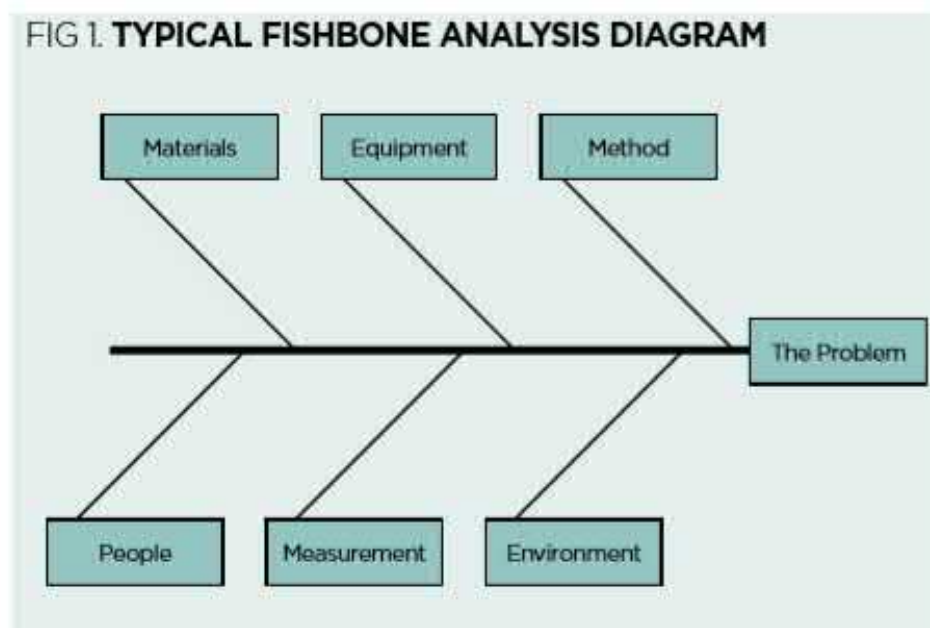 FIG 1. TYPICAL FISHBONE ANALYSIS DIAGRAM
Materials
Equipment
Method
The Problem
People
Measurement
Environment